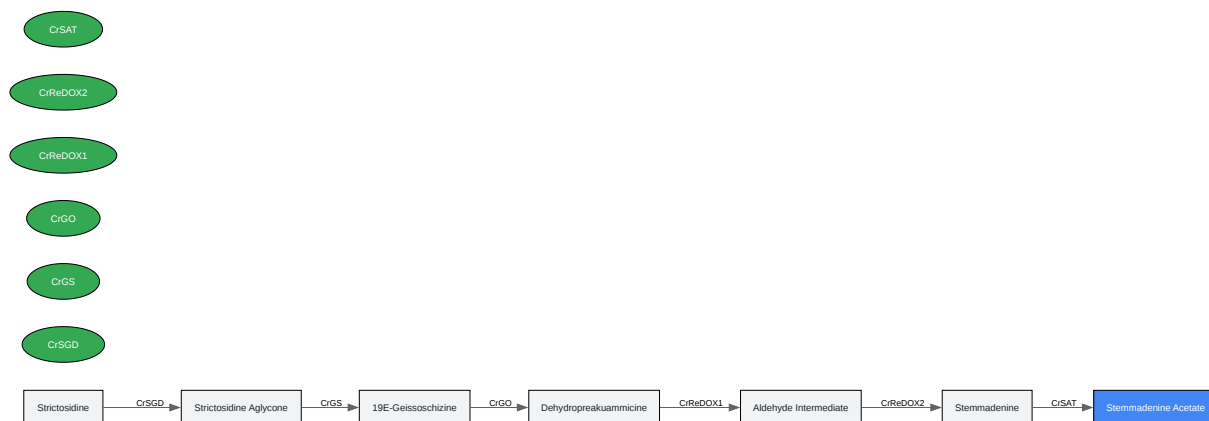 CrSAT
CrReDOX2
CrReDOX1
CrGO
CrGS
CrSGD
Strictosidine
CrSGD
Strictosidine Aglycone
CrGS
19E-Geissoschizine
CrGO
Dehydropreakuammicine
CrReDOX1
Aldehyde Intermediate
CrReDOX2
Stemmadenine
CrSAT
Stemmadenine Acetate